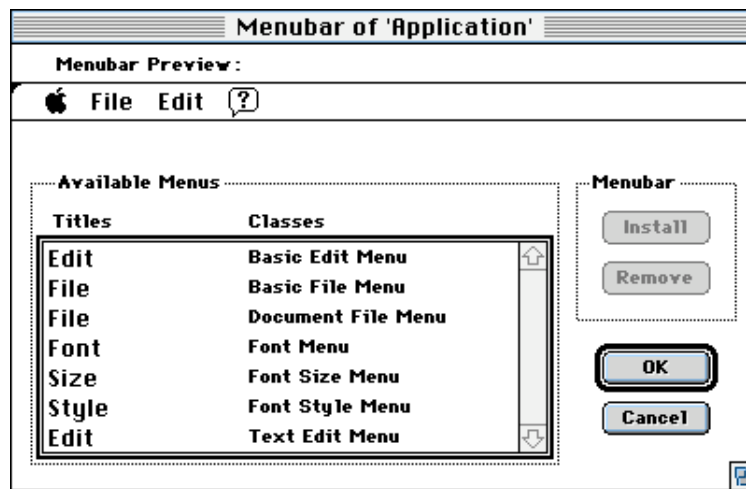 Menubar of 'Application'
Menubar Preview:
File Edit ?
Available Menus
Titles Classes
Edit Basic Edit Menu
File Basic File Menu
File Document File Menu
Font Font Menu
Size Font Size Menu
Style Font Style Menu
Edit Text Edit Menu
Menubar
Install
Remove
OK
Cancel